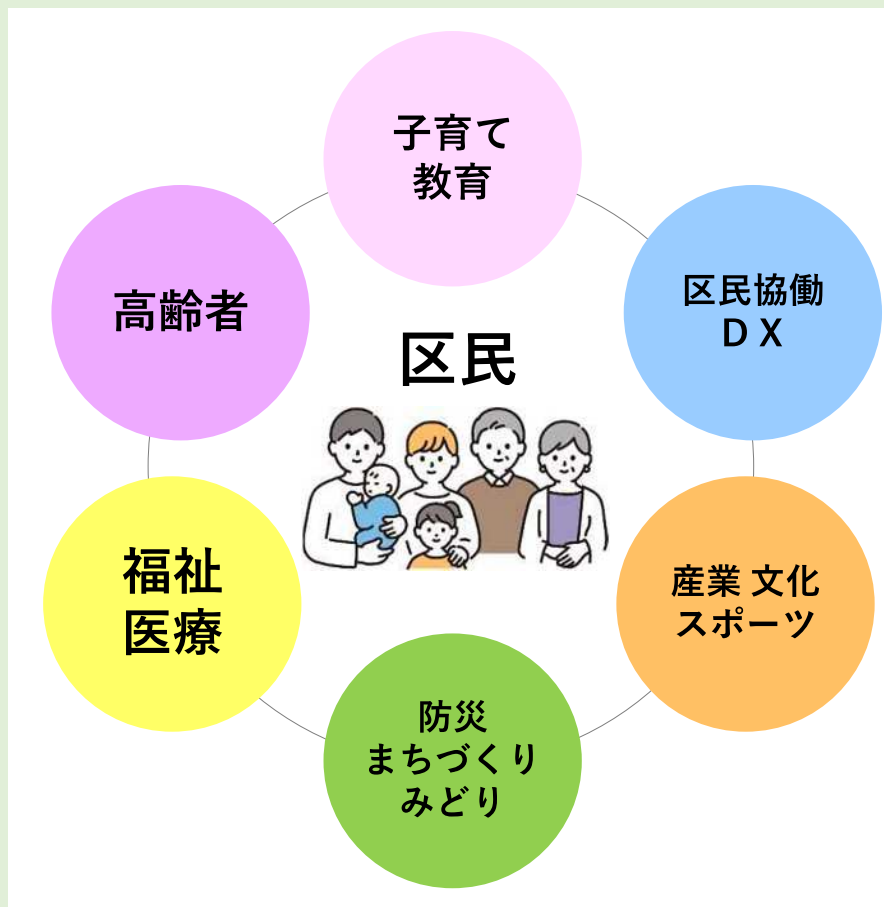 子育て
教育
区民協働
ＤＸ
産業 文化
スポーツ
防災
まちづくり
みどり
福祉
医療
高齢者
区民